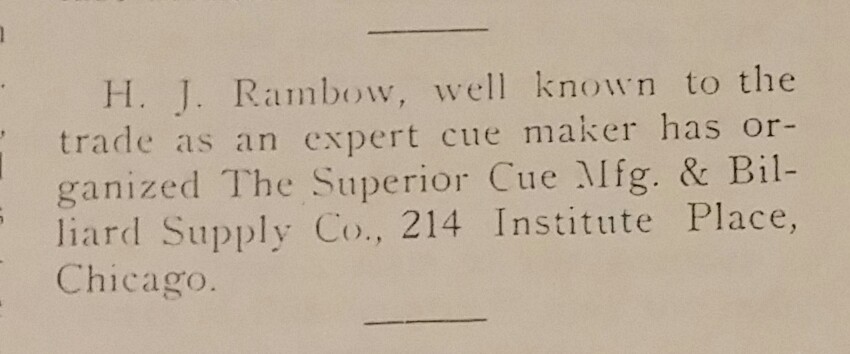 H. J. Rambow, well known to the
trade as an expert cue maker has or-
ganized The Superior Cue Mfg. & Bil-
liard Supply Co., 214 Institute Place,
Chicago.